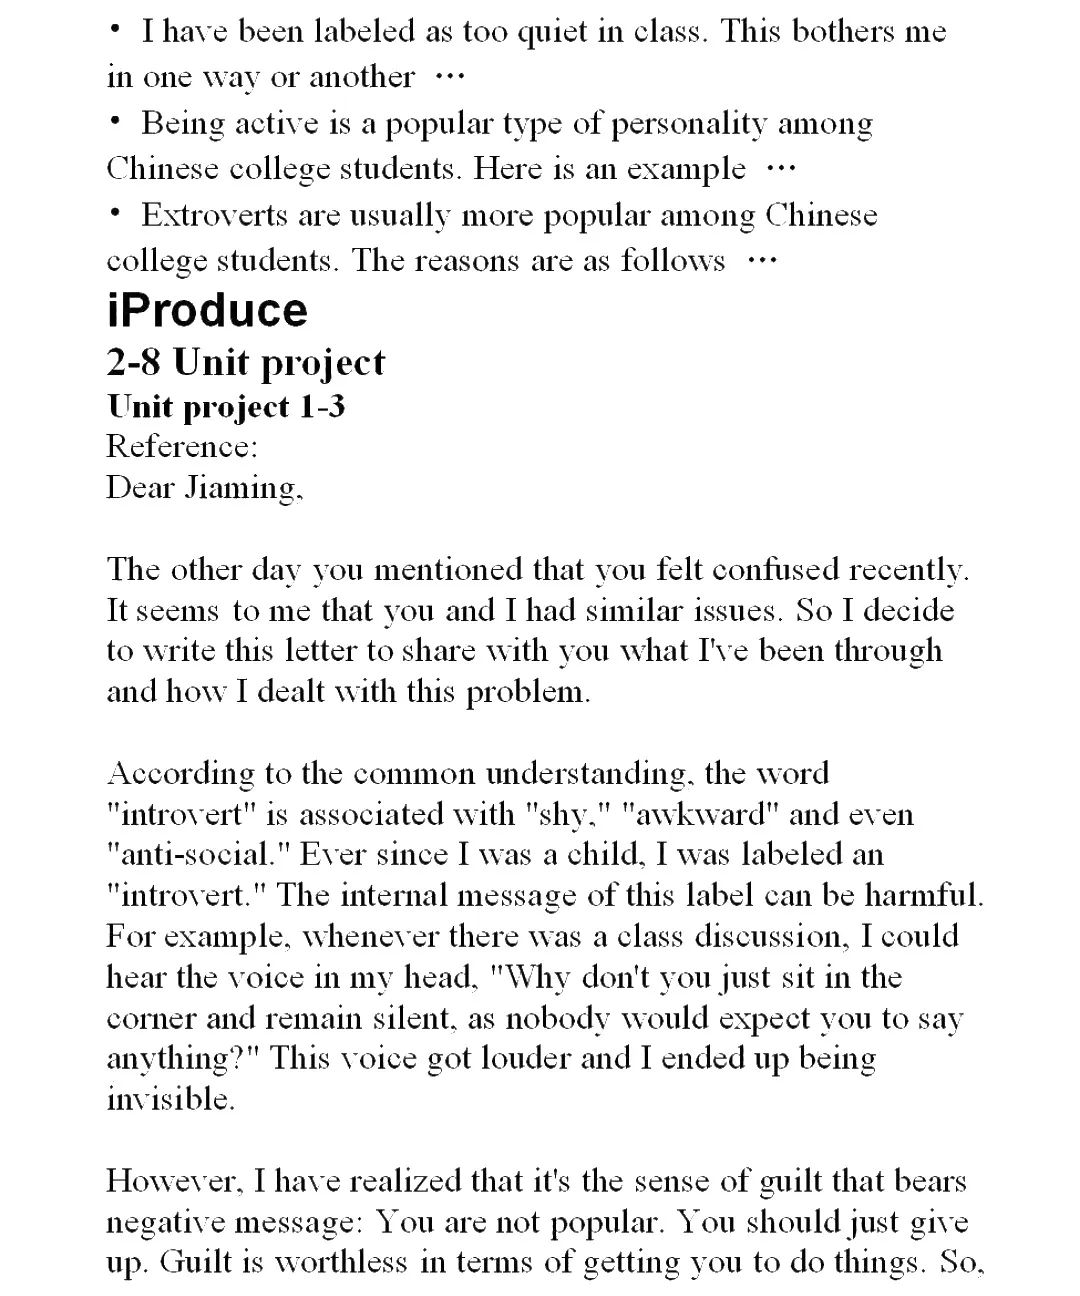 • I have been labeled as too quiet in class. This bothers me
in one way or another …
• Being active is a popular type of personality among
Chinese college students. Here is an example …
• Extroverts are usually more popular among Chinese
college students. The reasons are as follows …
iProduce
2-8 Unit project
Unit project 1-3
Reference:
Dear Jiaming,
The other day you mentioned that you felt confused recently.
It seems to me that you and I had similar issues. So I decide
to write this letter to share with you what I've been through
and how I dealt with this problem.
According to the common understanding, the word
"introvert" is associated with "shy," "awkward" and even
"anti-social." Ever since I was a child, I was labeled an
"introvert." The internal message of this label can be harmful.
For example, whenever there was a class discussion, I could
hear the voice in my head, "Why don't you just sit in the
corner and remain silent, as nobody would expect you to say
anything?" This voice got louder and I ended up being
invisible.
However, I have realized that it's the sense of guilt that bears
negative message: You are not popular. You should just give
up. Guilt is worthless in terms of getting you to do things. So,